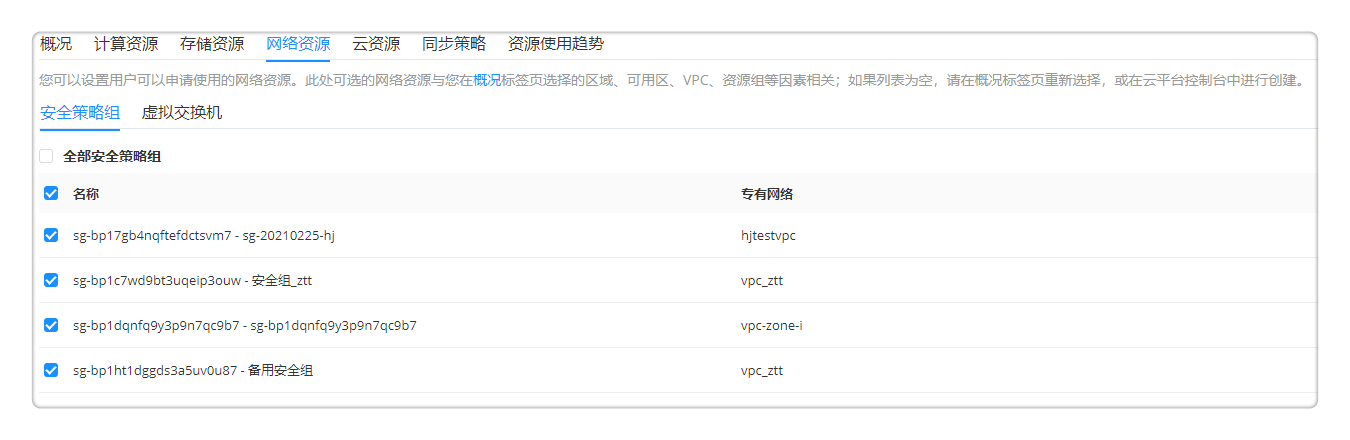 概况 计算资源 存储资源 网络资源 云资源 同步策略 资源使用趋势
您可以设置用户可以申请使用的网络资源。此处可选的网络资源与您在概况标签页选择的区域、可用区、VPC、资源组等因素相关；如果列表为空，请在概况标签页重新选择，或在云平台控制台中进行创建。
安全策略组 虚拟交换机
全部安全策略组
名称 专有网络
sg-bp17gb4nqftefdctsvm7 - sg-20210225-hj hjtestvpc
sg-bp1c7wd9bt3uqeip3ouw - 安全组_ztt vpc_ztt
sg-bp1dqnfq9y3p9n7qc9b7 - sg-bp1dqnfq9y3p9n7qc9b7 vpc-zone-i
sg-bp1ht1dggds3a5uv0u87 - 备用安全组 vpc_ztt